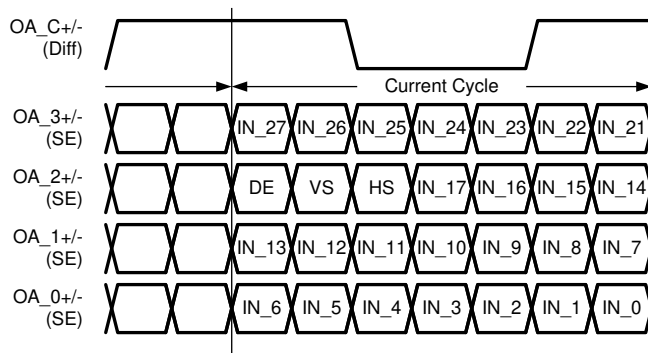 OA_C+/-
(Diff)
Current Cycle
OA_3+/-
(SE)
IN_27 IN_26 IN_25 IN_24 IN_23 IN_22 IN_21
OA_2+/-
(SE)
DE VS HS IN_17 IN_16 IN_15 IN_14
OA_1+/-
(SE)
IN_13 IN_12 IN_11 IN_10 IN_9 IN_8 IN_7
OA_0+/-
(SE)
IN_6 IN_5 IN_4 IN_3 IN_2 IN_1 IN_0